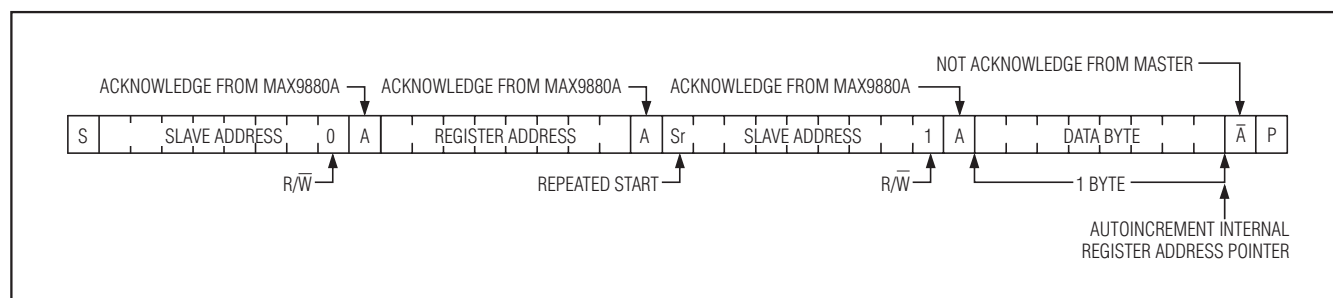 NOT ACKNOWLEDGE FROM MASTER
ACKNOWLEDGE FROM MAX9880A ACKNOWLEDGE FROM MAX9880A ACKNOWLEDGE FROM MAX9880A
S SLAVE ADDRESS 0 A REGISTER ADDRESS A Sr SLAVE ADDRESS 1 A DATA BYTE A̅ P
R/W̅ REPEATED START R/W̅ 1 BYTE
AUTOINCREMENT INTERNAL
REGISTER ADDRESS POINTER